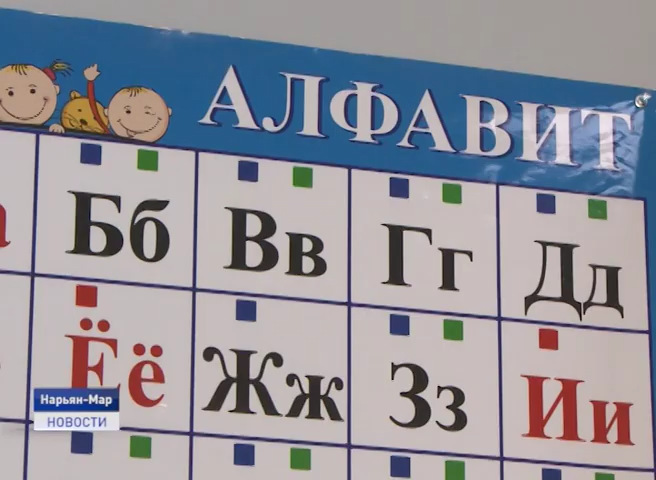 АЛФАВИТ
Бб Вв Гг Дд
Ёё Жж Зз Ии
Нарьян-Мар
НОВОСТИ